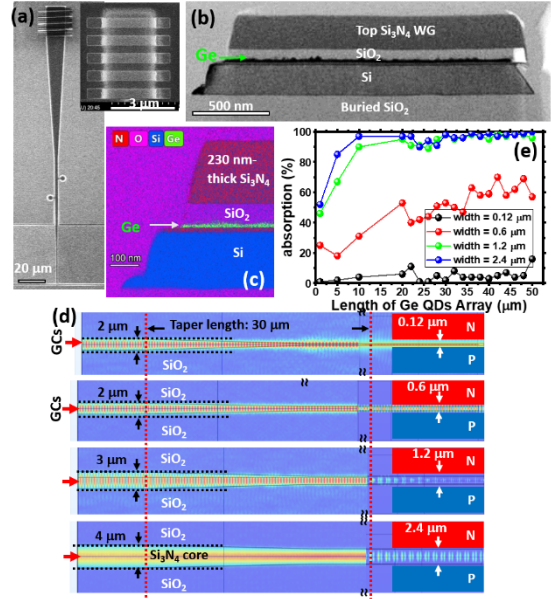 (a)
3 µm
20 µm
(b)
Top Si3N4 WG
SiO2
Ge
Si
500 nm
Buried SiO2
N O Si Ge
230 nm-
thick Si3N4
SiO2
Ge
Si
100 nm
(c)
(e)
absorption (%)
100
80
60
40
20
0
width = 0.12 µm
width = 0.6 µm
width = 1.2 µm
width = 2.4 µm
0 5 10 15 20 25 30 35 40 45 50
Length of Ge QDs Array (µm)
(d)
GCs
2 µm
Taper length: 30 µm
SiO2
0.12 µm
N
P
GCs
2 µm
SiO2
0.6 µm
N
P
3 µm
SiO2
SiO2
1.2 µm
N
P
4 µm
SiO2
Si3N4 core
SiO2
2.4 µm
N
P